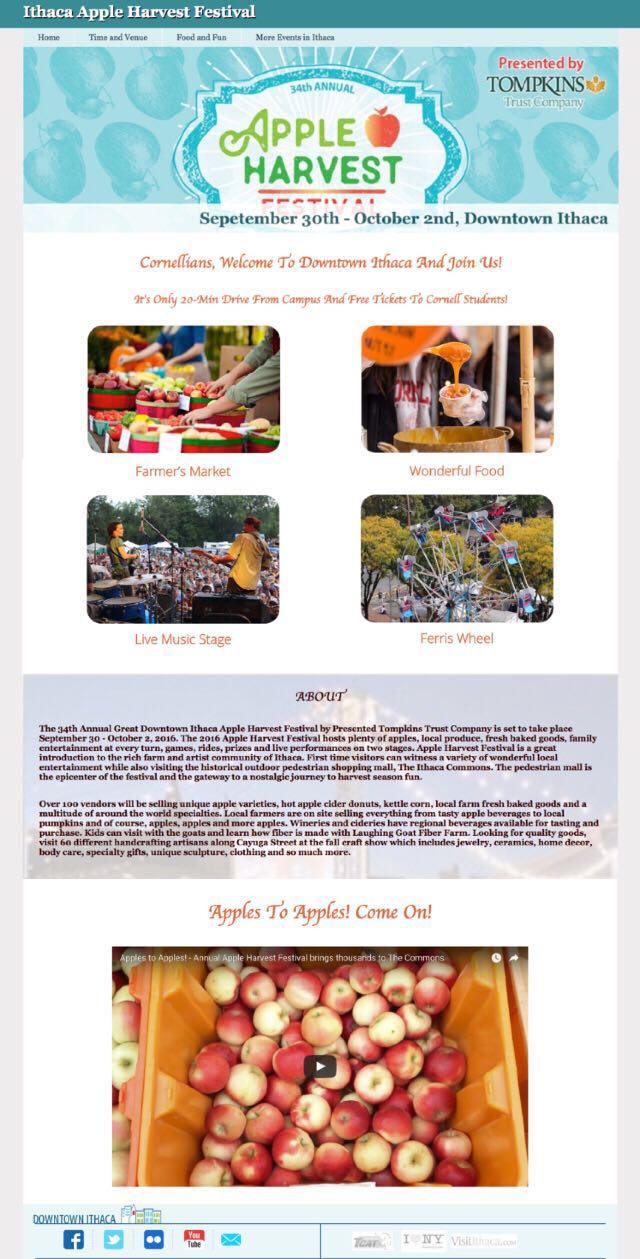 Ithaca Apple Harvest Festival
Home Time and Venue Food and Fun More Events in Ithaca
Presented by
TOMPKINS
Trust Company
34th ANNUAL
APPLE
HARVEST
FESTIVAL
Sepetember 30th - October 2nd, Downtown Ithaca
Cornellians, Welcome To Downtown Ithaca And Join Us!
It's Only 20-Min Drive From Campus And Free Tickets To Cornell Students!
Farmer's Market
Wonderful Food
Live Music Stage
Ferris Wheel
ABOUT
The 34th Annual Great Downtown Ithaca Apple Harvest Festival by Presented Tompkins Trust Company is set to take place
September 30 - October 2, 2016. The 2016 Apple Harvest Festival hosts plenty of apples, local produce, fresh baked goods, family
entertainment at every turn, games, rides, prizes and live performances on two stages. Apple Harvest Festival is a great
introduction to the rich farm and artist community of Ithaca. First time visitors can witness a variety of wonderful local
entertainment while also visiting the historical outdoor pedestrian shopping mall, The Ithaca Commons. The pedestrian mall is
the epicenter of the festival and the gateway to a nostalgic journey to harvest season fun.
Over 100 vendors will be selling unique apple varieties, hot apple cider donuts, kettle corn, local farm fresh baked goods and a
multitude of around the world specialties. Local farmers are on site selling everything from tasty apple beverages to local
pumpkins and of course, apples, apples and more apples. Wineries and cideries have regional beverages available for tasting and
purchase. Kids can visit with the goats and learn how fiber is made with Laughing Goat Fiber Farm. Looking for quality goods,
visit 60 different handcrafting artisans along Cayuga Street at the fall craft show which includes jewelry, ceramics, home decor,
body care, specialty gifts, unique sculpture, clothing and so much more.
Apples To Apples! Come On!
Apples to Apples! - Annual Apple Harvest Festival brings thousands to The Commons
DOWNTOWN ITHACA
You
Tube
TCAT
I NY
VisitIthaca.com